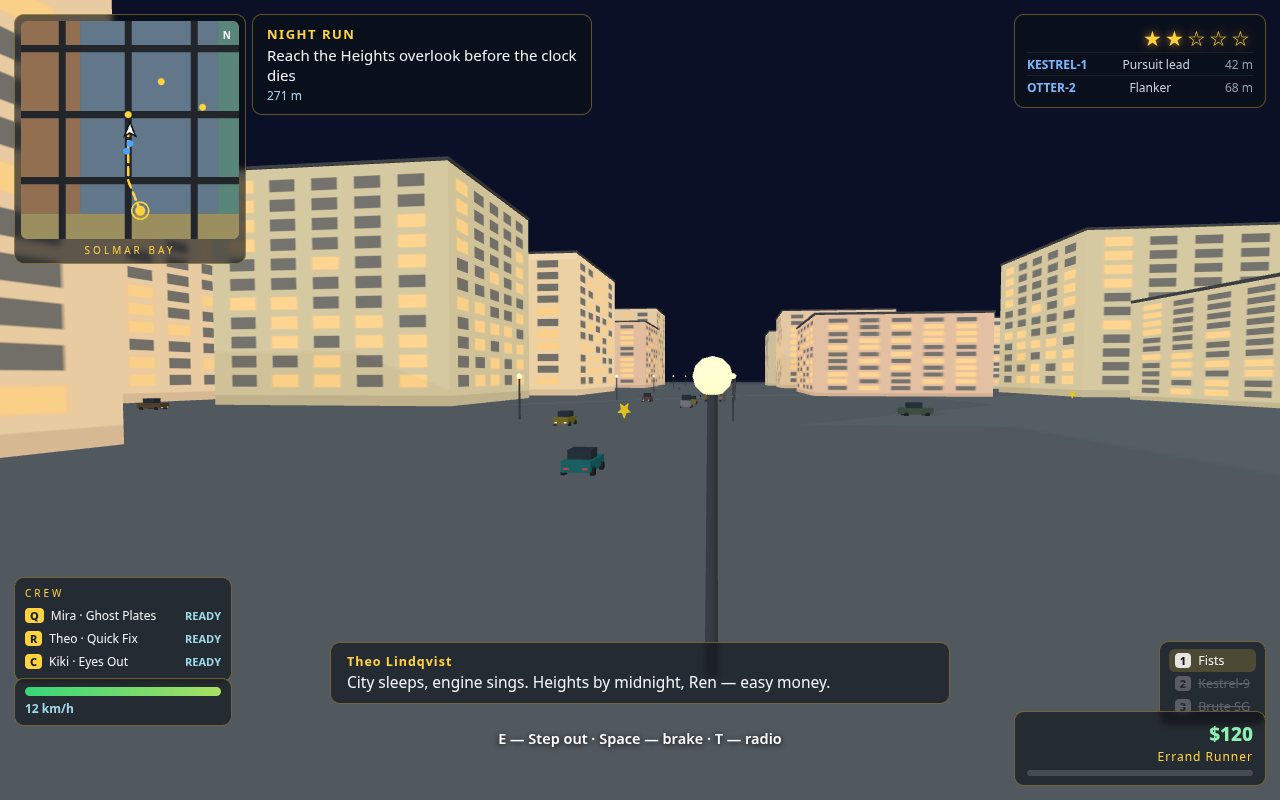 N
SOLMAR BAY
NIGHT RUN
Reach the Heights overlook before the clock
dies
271 m
★★☆☆☆
KESTREL-1 Pursuit lead 42 m
OTTER-2 Flanker 68 m
CREW
Q Mira · Ghost Plates READY
R Theo · Quick Fix READY
C Kiki · Eyes Out READY
12 km/h
Theo Lindqvist
City sleeps, engine sings. Heights by midnight, Ren — easy money.
E — Step out · Space — brake · T — radio
1 Fists
2 Kestrel-9
3 Brute SG
$120
Errand Runner